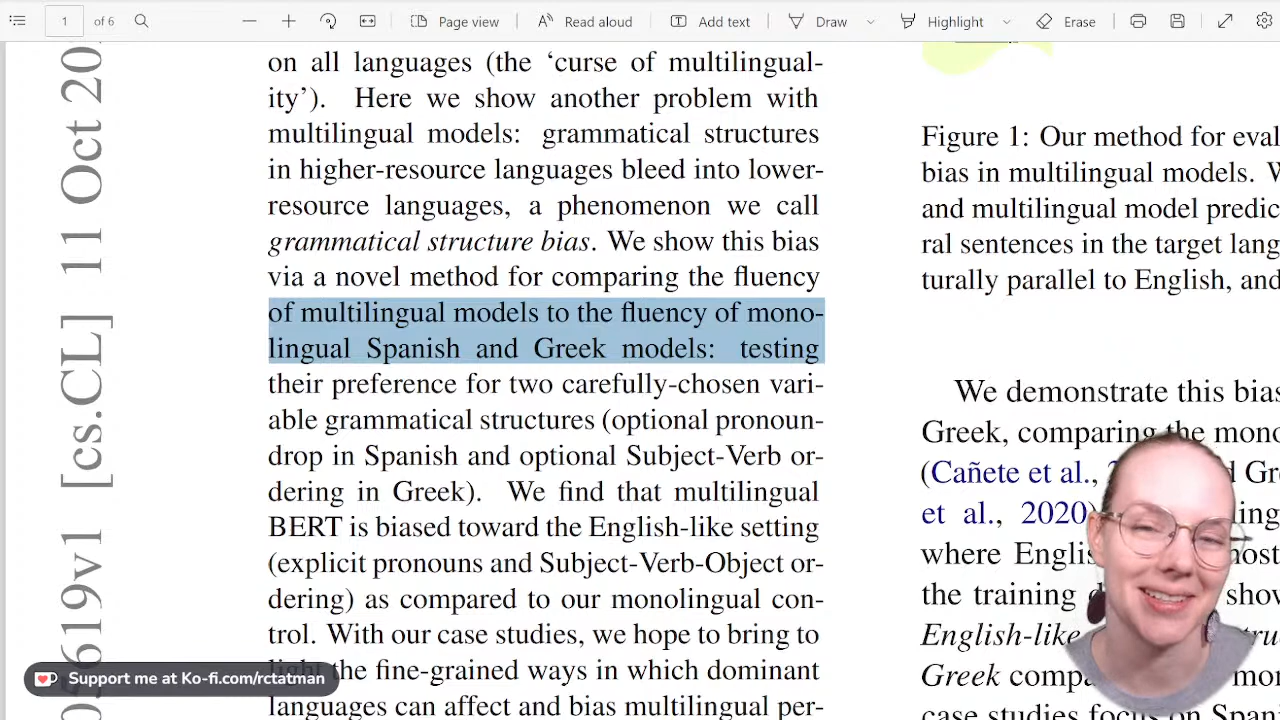 1
of 6
Page view
Read aloud
Add text
Draw
Highlight
Erase
619v1 [cs.CL] 11 Oct 20
on all languages (the ‘curse of multilingual-
ity’). Here we show another problem with
multilingual models: grammatical structures
in higher-resource languages bleed into lower-
resource languages, a phenomenon we call
grammatical structure bias. We show this bias
via a novel method for comparing the fluency
of multilingual models to the fluency of mono-
lingual Spanish and Greek models: testing
their preference for two carefully-chosen vari-
able grammatical structures (optional pronoun-
drop in Spanish and optional Subject-Verb or-
dering in Greek). We find that multilingual
BERT is biased toward the English-like setting
(explicit pronouns and Subject-Verb-Object or-
dering) as compared to our monolingual con-
trol. With our case studies, we hope to bring to
light the fine-grained ways in which dominant
languages can affect and bias multilingual per-
Figure 1: Our method for eval
bias in multilingual models. W
and multilingual model predic
ral sentences in the target lang
turally parallel to English, and
We demonstrate this bias
Greek, comparing the mono
(Cañete et al.,
et al., 2020)
where Englis
the training
English-like
Greek comp
case studies focus on Spani
Support me at Ko-fi.com/rctatman